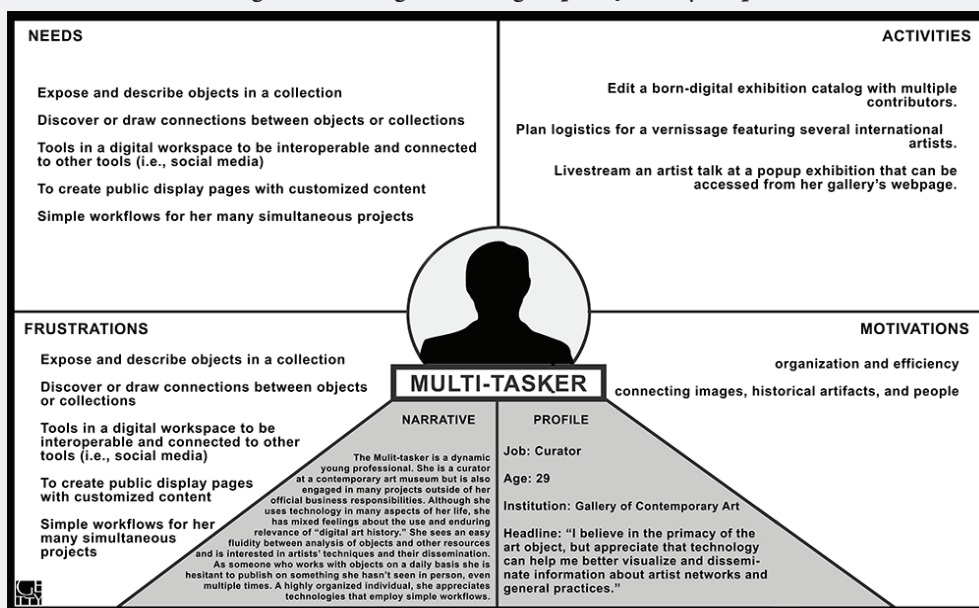 NEEDS
Expose and describe objects in a collection
Discover or draw connections between objects or collections
Tools in a digital workspace to be interoperable and connected
to other tools (i.e., social media)
To create public display pages with customized content
Simple workflows for her many simultaneous projects
ACTIVITIES
Edit a born-digital exhibition catalog with multiple
contributors.
Plan logistics for a vernissage featuring several international
artists.
Livestream an artist talk at a popup exhibition that can be
accessed from her gallery's webpage.
FRUSTRATIONS
Expose and describe objects in a collection
Discover or draw connections between objects
or collections
Tools in a digital workspace to be
interoperable and connected to other
tools (i.e., social media)
To create public display pages
with customized content
Simple workflows for her
many simultaneous
projects
MOTIVATIONS
organization and efficiency
connecting images, historical artifacts, and people
MULTI-TASKER
NARRATIVE
The Mulit-tasker is a dynamic
young professional. She is a curator
at a contemporary art museum but is also
engaged in many projects outside of her
official business responsibilities. Although she
uses technology in many aspects of her life, she
has mixed feelings about the use and enduring
relevance of "digital art history." She sees an easy
fluidity between analysis of objects and other resources
and is interested in artists' techniques and their dissemination.
As someone who works with objects on a daily basis she is
hesitant to publish on something she hasn't seen in person, even
multiple times. A highly organized individual, she appreciates
technologies that employ simple workflows.
PROFILE
Job: Curator
Age: 29
Institution: Gallery of Contemporary Art
Headline: "I believe in the primacy of the
art object, but appreciate that technology
can help me better visualize and dissemi-
nate information about artist networks and
general practices."